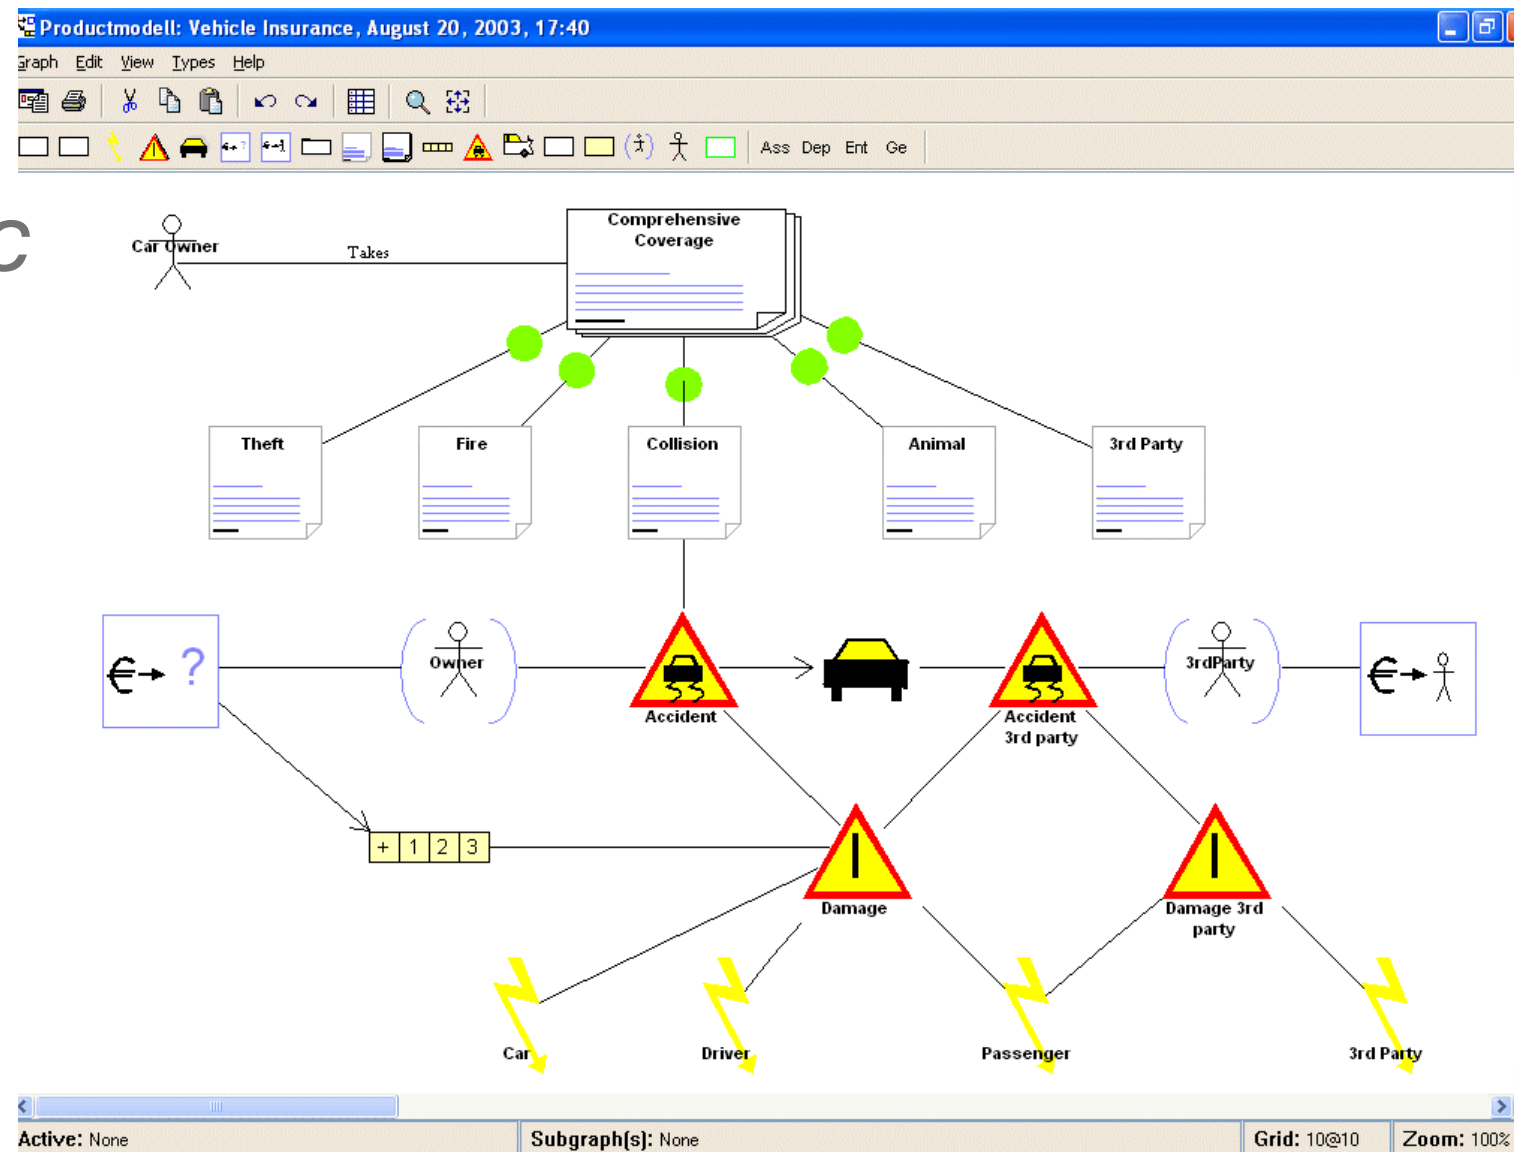 Productmodell: Vehicle Insurance, August 20, 2003, 17:40
Graph Edit View Types Help
Ass Dep Ent Ge
c
Car Owner
Takes
Comprehensive
Coverage
Theft
Fire
Collision
Animal
3rd Party
€ ?
Owner
Accident
Accident
3rd party
3rdParty
€
+ 1 2 3
Damage
Damage 3rd
party
Car
Driver
Passenger
3rd Party
Active: None
Subgraph(s): None
Grid: 10@10
Zoom: 100%